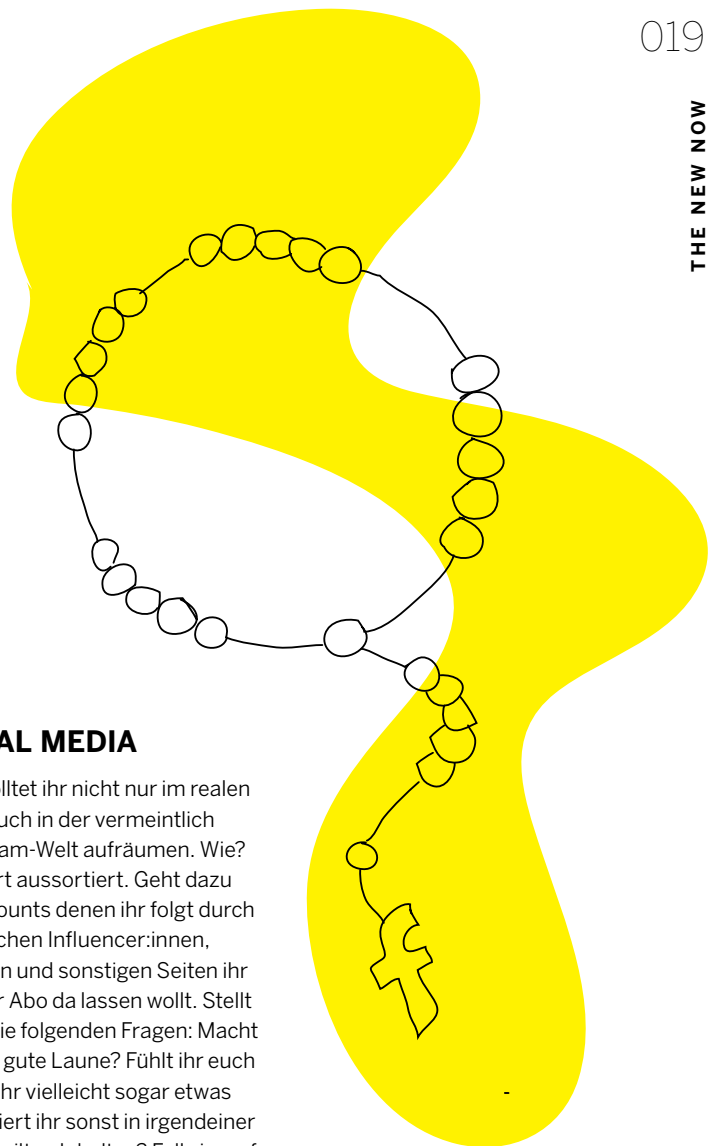 019
THE NEW NOW
AL MEDIA
olltet ihr nicht nur im realen
uch in der vermeintlich
am-Welt aufräumen. Wie?
rt aussortiert. Geht dazu
ounts denen ihr folgt durch
chen Influencer:innen,
n und sonstigen Seiten ihr
r Abo da lassen wollt. Stellt
ie folgenden Fragen: Macht
gute Laune? Fühlt ihr euch
hr vielleicht sogar etwas
iert ihr sonst in irgendeiner